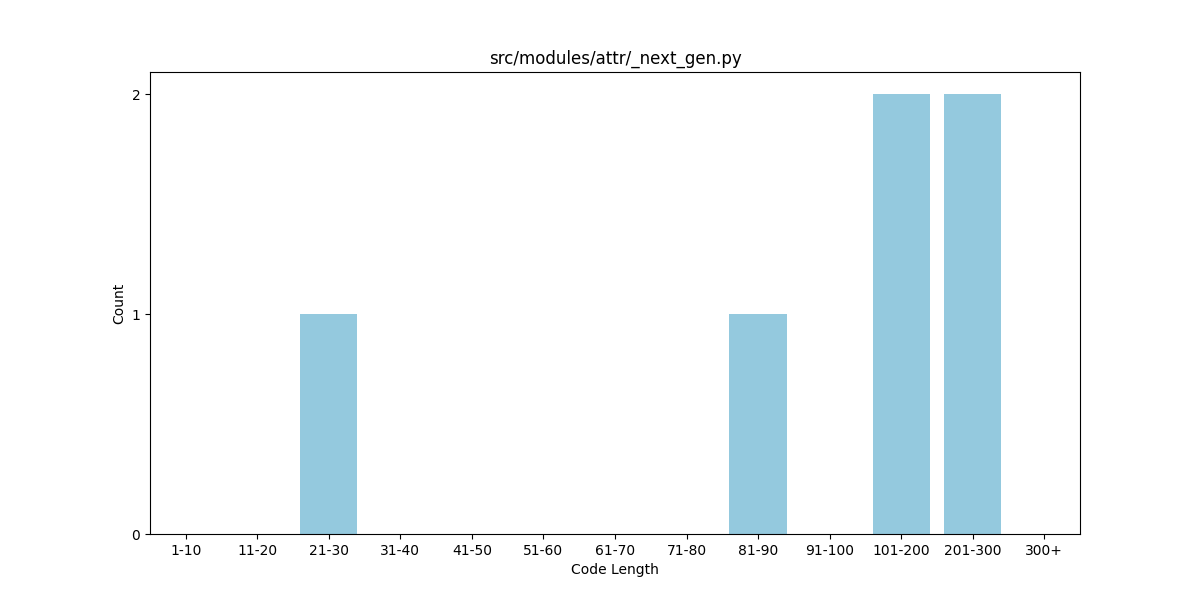 src/modules/attr/_next_gen.py
Count
2
1
0
1-10 11-20 21-30 31-40 41-50 51-60 61-70 71-80 81-90 91-100 101-200 201-300 300+
Code Length